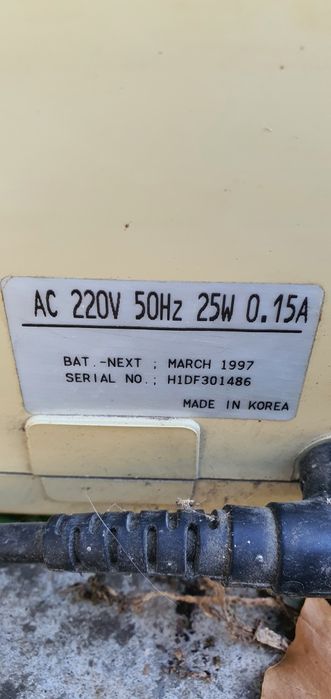 AC 220V 50Hz 25W 0.15A
BAT.-NEXT ; MARCH 1997
SERIAL NO.; H1DF301486
MADE IN KOREA